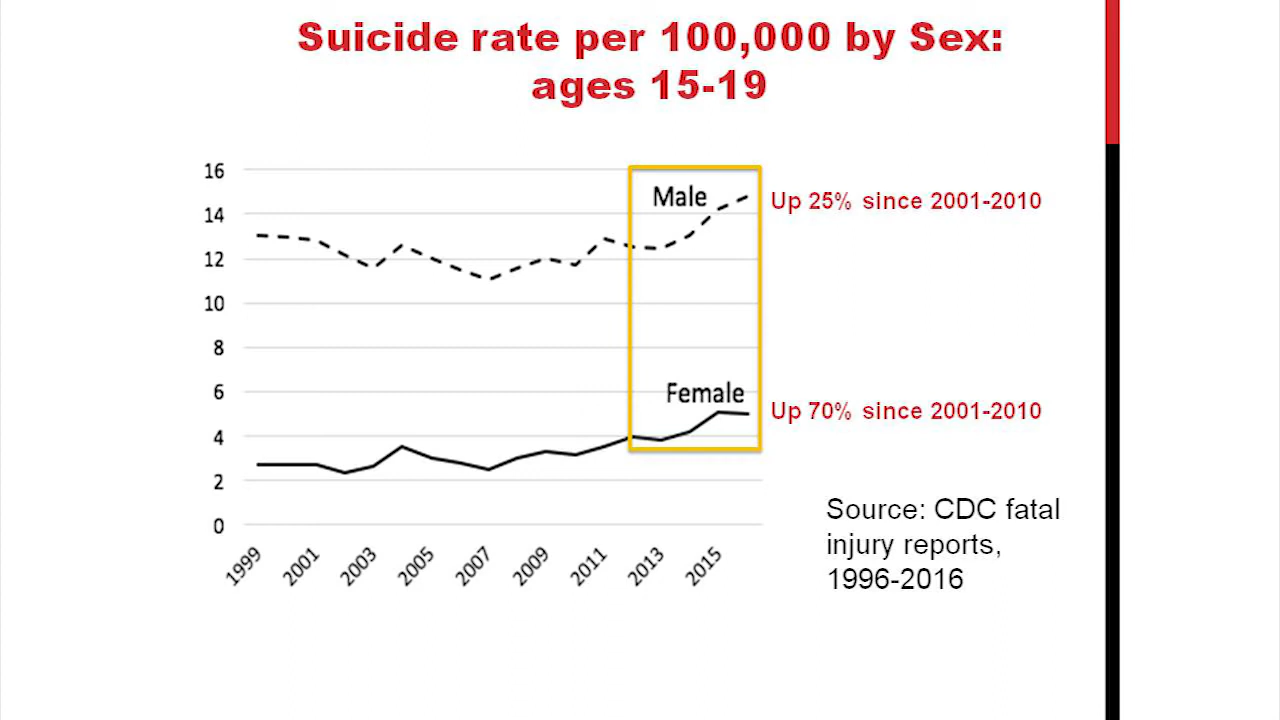 Suicide rate per 100,000 by Sex:
ages 15-19
16
14
12
10
8
6
4
2
0
Male
Up 25% since 2001-2010
Female
Up 70% since 2001-2010
1999
2001
2003
2005
2007
2009
2011
2013
2015
Source: CDC fatal
injury reports,
1996-2016